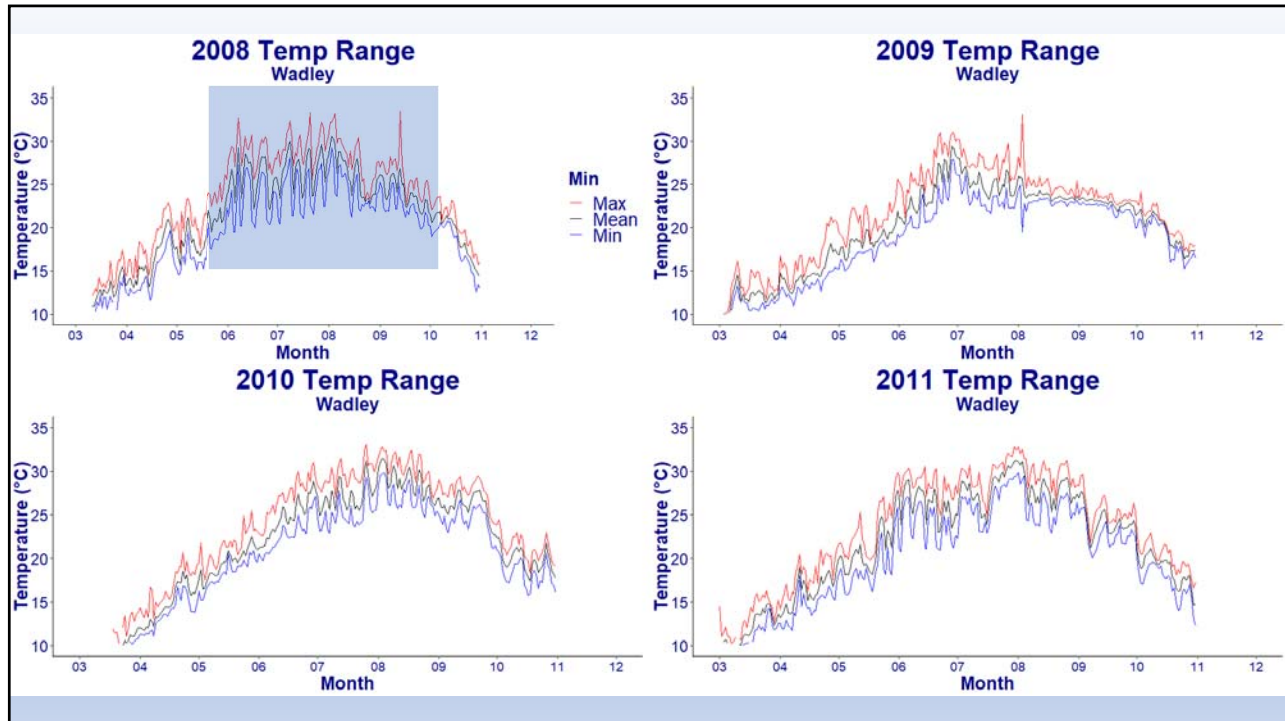 2008 Temp Range
Wadley
35
30
25
20
15
10
Temperature (°C)
03 04 05 06 07 08 09 10 11 12
Month
Min
Max
Mean
Min
2009 Temp Range
Wadley
35
30
25
20
15
10
Temperature (°C)
03 04 05 06 07 08 09 10 11 12
Month
2010 Temp Range
Wadley
35
30
25
20
15
10
Temperature (°C)
03 04 05 06 07 08 09 10 11 12
Month
2011 Temp Range
Wadley
35
30
25
20
15
10
Temperature (°C)
03 04 05 06 07 08 09 10 11 12
Month